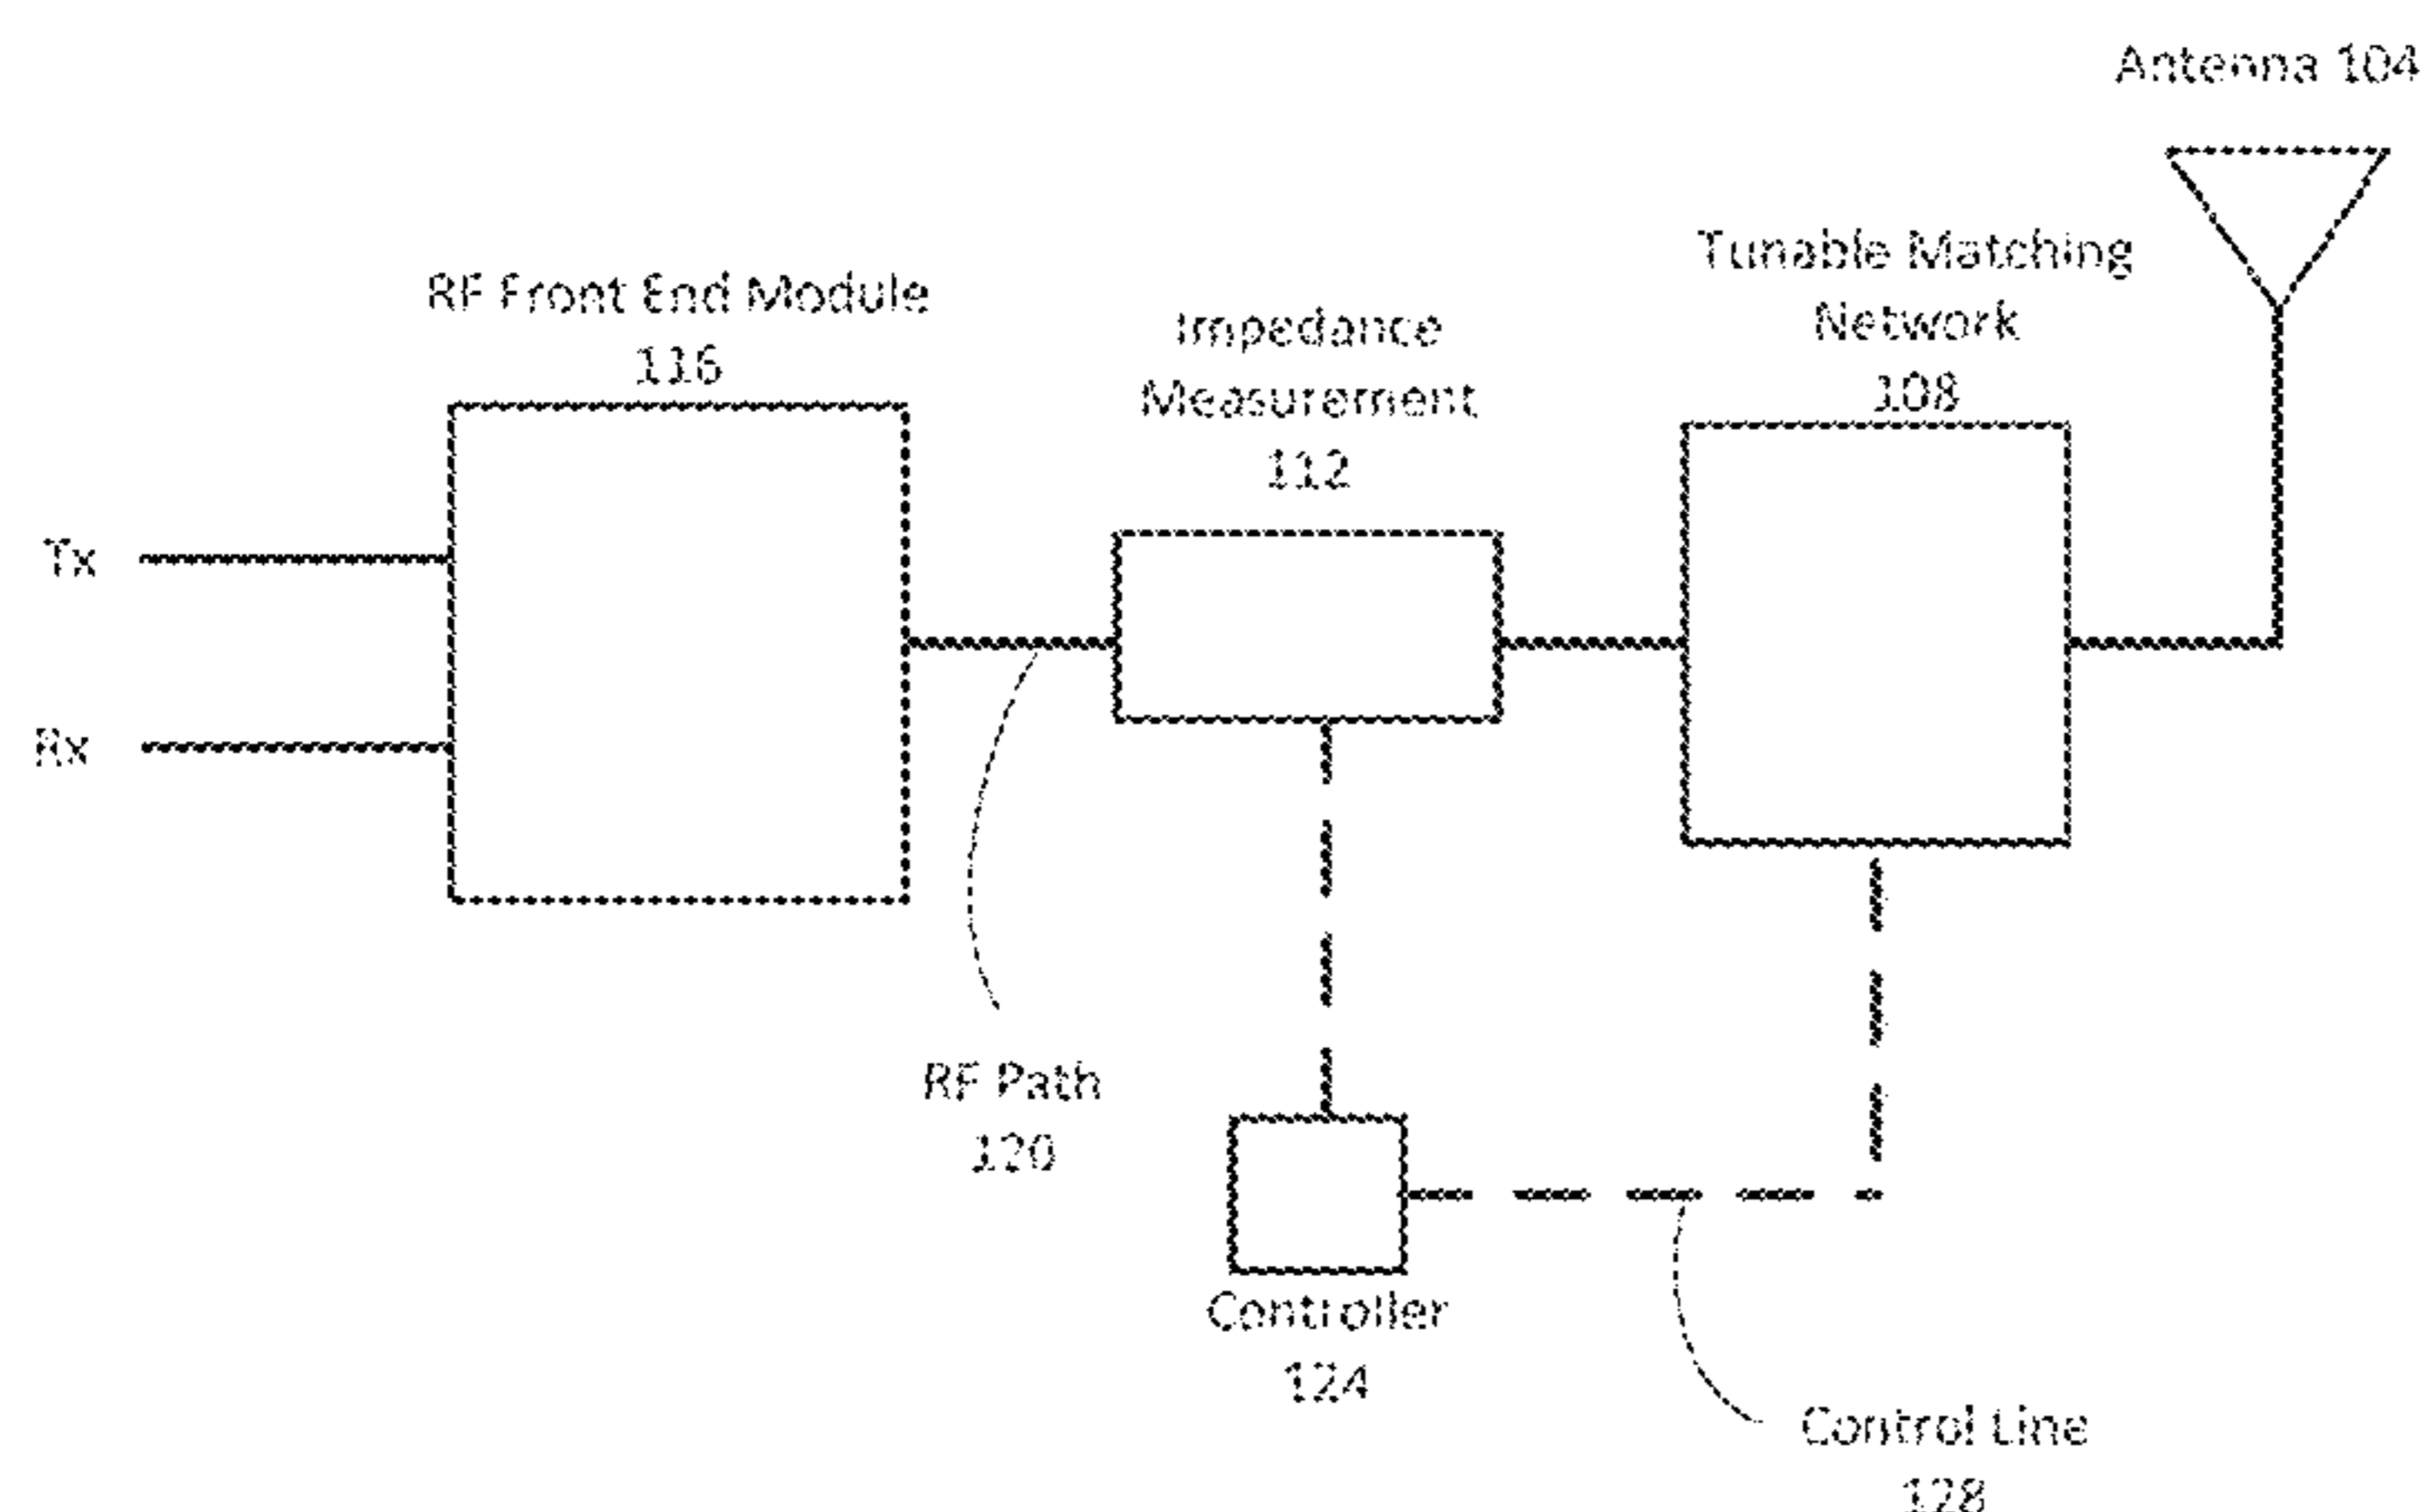 Antenna 104
Tunable Matching
Network
108
RF Front End Module
116
Impedance
Measurement
112
Tx
Rx
RF Path
120
Controller
124
Control Line
128